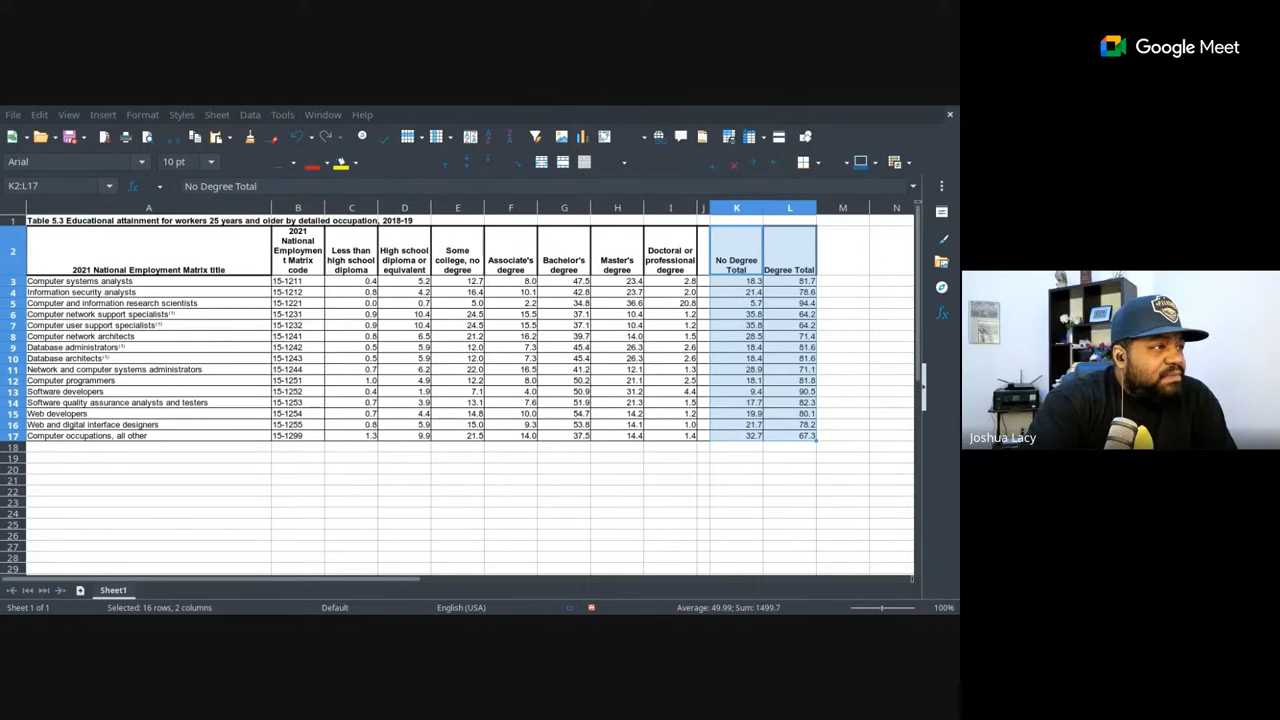 Google Meet
File Edit View Insert Format Styles Sheet Data Tools Window Help
Arial 10 pt
K2:L17 No Degree Total
A B C D E F G H I J K L M N
1 Table 5.3 Educational attainment for workers 25 years and older by detailed occupation, 2018-19
2 2021 National Employment Matrix title 2021 National Employmen t Matrix code Less than high school diploma High school diploma or equivalent Some college, no degree Associate's degree Bachelor's degree Master's degree Doctoral or professional degree No Degree Total Degree Total
3 Computer systems analysts 15-1211 0.4 5.2 12.7 8.0 47.5 23.4 2.8 18.3 81.7
4 Information security analysts 15-1212 0.8 4.2 16.4 10.1 42.8 23.7 2.0 21.4 78.6
5 Computer and information research scientists 15-1221 0.0 0.7 5.0 2.2 34.8 36.6 20.8 5.7 94.4
6 Computer network support specialists(1) 15-1231 0.9 10.4 24.5 15.5 37.1 10.4 1.2 35.8 64.2
7 Computer user support specialists(1) 15-1232 0.9 10.4 24.5 15.5 37.1 10.4 1.2 35.8 64.2
8 Computer network architects 15-1241 0.8 6.5 21.2 16.2 39.7 14.0 1.5 28.5 71.4
9 Database administrators(1) 15-1242 0.5 5.9 12.0 7.3 45.4 26.3 2.6 18.4 81.6
10 Database architects(1) 15-1243 0.5 5.9 12.0 7.3 45.4 26.3 2.6 18.4 81.6
11 Network and computer systems administrators 15-1244 0.7 6.2 22.0 16.5 41.2 12.1 1.3 28.9 71.1
12 Computer programmers 15-1251 1.0 4.9 12.2 8.0 50.2 21.1 2.5 18.1 81.8
13 Software developers 15-1252 0.4 1.9 7.1 4.0 50.9 31.2 4.4 9.4 90.5
14 Software quality assurance analysts and testers 15-1253 0.7 3.9 13.1 7.6 51.9 21.3 1.5 17.7 82.3
15 Web developers 15-1254 0.7 4.4 14.8 10.0 54.7 14.2 1.2 19.9 80.1
16 Web and digital interface designers 15-1255 0.8 5.9 15.0 9.3 53.8 14.1 1.0 21.7 78.2
17 Computer occupations, all other 15-1299 1.3 9.9 21.5 14.0 37.5 14.4 1.4 32.7 67.3
18
19
20
21
22
23
24
25
26
27
28
29
Sheet1
Sheet 1 of 1 Selected: 16 rows, 2 columns Default English (USA) Average: 49.99; Sum: 1499.7 100%
Joshua Lacy